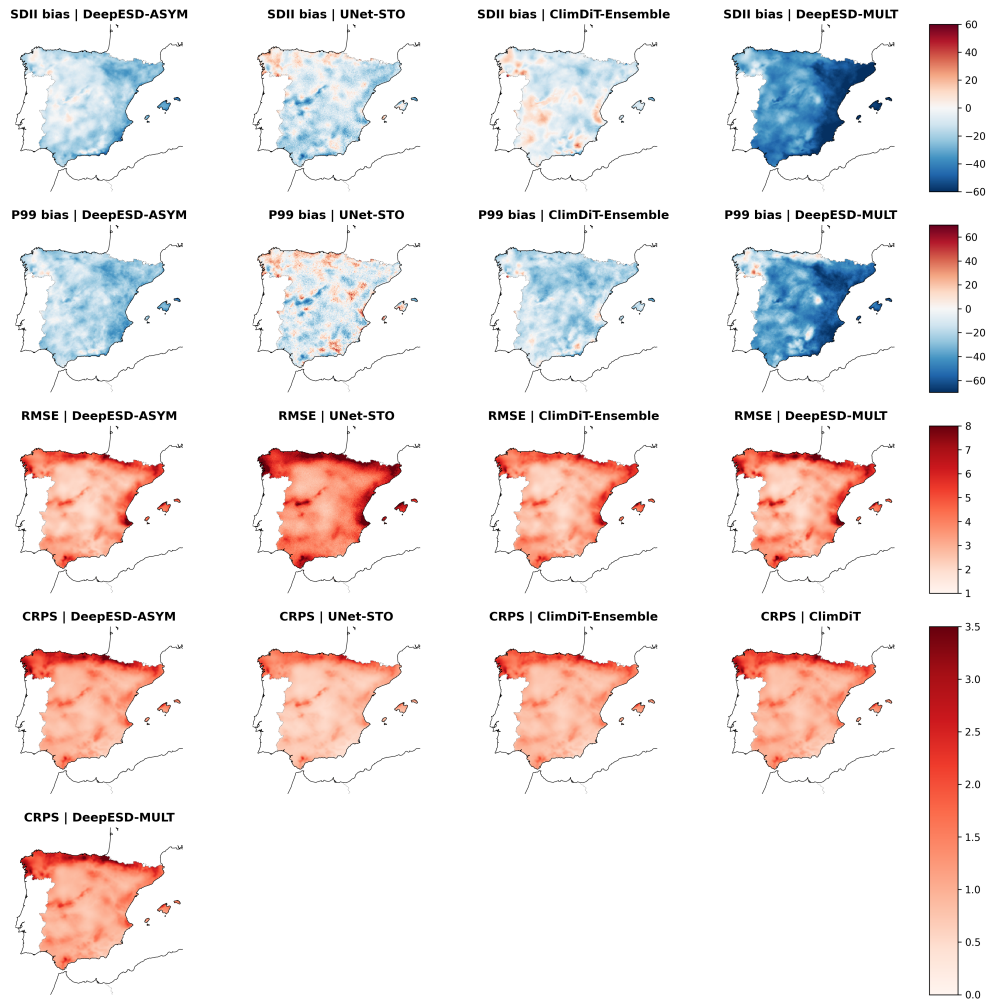 SDII bias | DeepESD-ASYM
SDII bias | UNet-STO
SDII bias | ClimDiT-Ensemble
SDII bias | DeepESD-MULT
60
40
20
0
−20
−40
−60
P99 bias | DeepESD-ASYM
P99 bias | UNet-STO
P99 bias | ClimDiT-Ensemble
P99 bias | DeepESD-MULT
60
40
20
0
−20
−40
−60
RMSE | DeepESD-ASYM
RMSE | UNet-STO
RMSE | ClimDiT-Ensemble
RMSE | DeepESD-MULT
8
7
6
5
4
3
2
1
CRPS | DeepESD-ASYM
CRPS | UNet-STO
CRPS | ClimDiT-Ensemble
CRPS | ClimDiT
3.5
3.0
2.5
2.0
1.5
1.0
0.5
0.0
CRPS | DeepESD-MULT